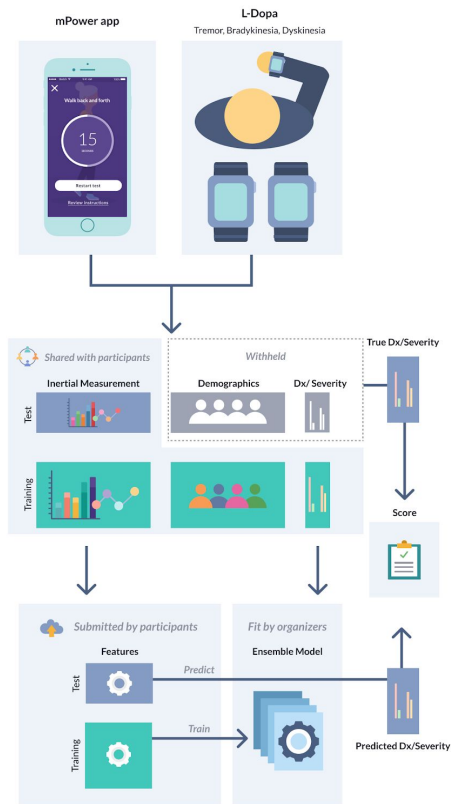 mPower app
L-Dopa
Tremor, Bradykinesia, Dyskinesia
Walk back and forth
15
Restart test
Review Instructions
True Dx/Severity
Shared with participants
Withheld
Inertial Measurement
Demographics
Dx/ Severity
Test
Training
Score
Submitted by participants
Fit by organizers
Features
Ensemble Model
Test
Predict
Training
Train
Predicted Dx/Severity